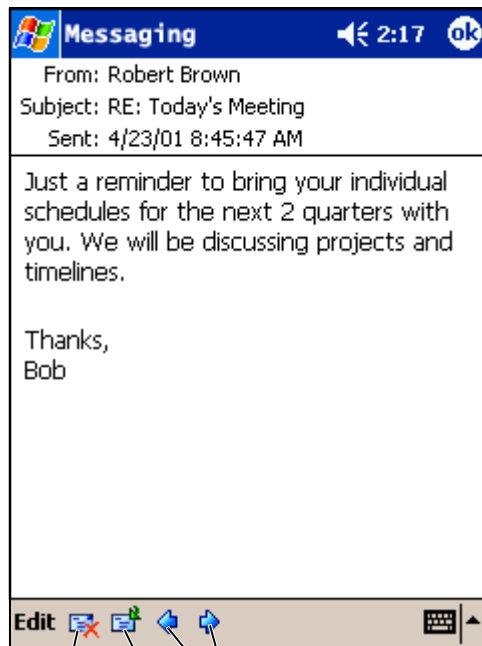 Messaging 2:17 ok
From: Robert Brown
Subject: RE: Today's Meeting
Sent: 4/23/01 8:45:47 AM
Just a reminder to bring your individual
schedules for the next 2 quarters with
you. We will be discussing projects and
timelines.
Thanks,
Bob
Edit